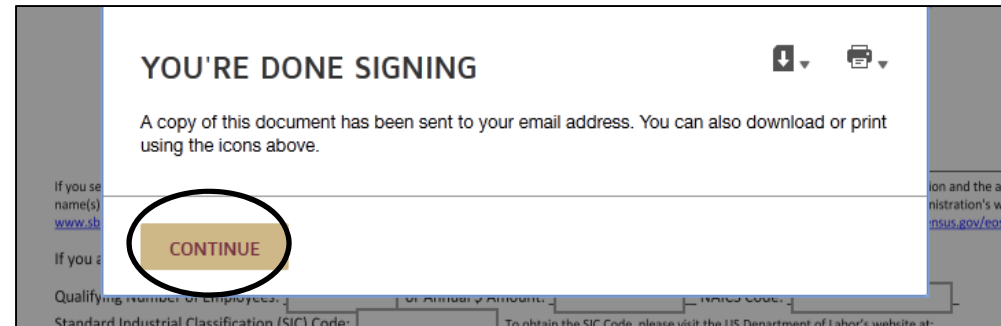 YOU'RE DONE SIGNING
A copy of this document has been sent to your email address. You can also download or print
using the icons above.
If you se
ion and the a
name(s)
nistration's w
www.sb
ensus.gov/eos
If you a
CONTINUE
Qualifying Number of Employees: or Annual $ Amount: NAICS Code:
Standard Industrial Classification (SIC) Code: To obtain the SIC Code, please visit the US Department of Labor's website at: